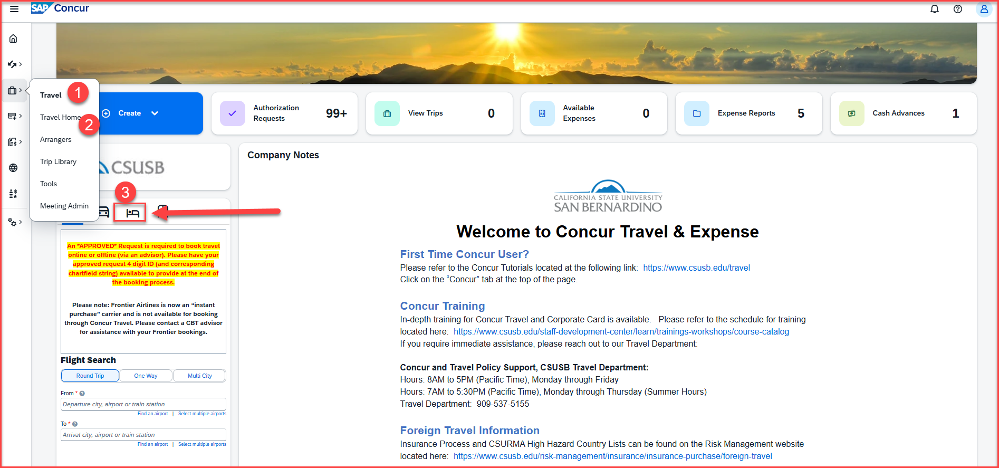 SAP Concur
Travel
1
Travel Home
2
Arrangers
Trip Library
Tools
Meeting Admin
Create
Authorization
Requests
99+
View Trips
0
Available
Expenses
0
Expense Reports
5
Cash Advances
1
CSUSB
3
An *APPROVED* Request is required to book travel
online or offline (via an advisor). Please have your
approved request 4 digit ID (and corresponding
chartfield string) available to provide at the end of
the booking process.
Please note: Frontier Airlines is now an “instant
purchase” carrier and is not available for booking
through Concur Travel. Please contact a CBT advisor
for assistance with your Frontier bookings.
Flight Search
Round Trip
One Way
Multi City
From * ?
Departure city, airport or train station
Find an airport | Select multiple airports
To * ?
Arrival city, airport or train station
Find an airport | Select multiple airports
Company Notes
CALIFORNIA STATE UNIVERSITY
SAN BERNARDINO
Welcome to Concur Travel & Expense
First Time Concur User?
Please refer to the Concur Tutorials located at the following link: https://www.csusb.edu/travel
Click on the “Concur” tab at the top of the page.
Concur Training
In-depth training for Concur Travel and Corporate Card is available. Please refer to the schedule for training
located here: https://www.csusb.edu/staff-development-center/learn/trainings-workshops/course-catalog
If you require immediate assistance, please reach out to our Travel Department:
Concur and Travel Policy Support, CSUSB Travel Department:
Hours: 8AM to 5PM (Pacific Time), Monday through Friday
Hours: 7AM to 5:30PM (Pacific Time), Monday through Thursday (Summer Hours)
Travel Department: 909-537-5155
Foreign Travel Information
Insurance Process and CSURMA High Hazard Country Lists can be found on the Risk Management website
located here: https://www.csusb.edu/risk-management/insurance/insurance-purchase/foreign-travel